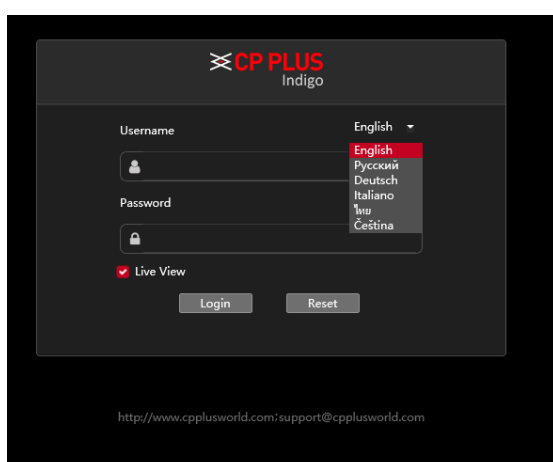 CP PLUS
Indigo
Username
English
English
Русский
Deutsch
Italiano
ไทย
Čeština
Password
Live View
Login Reset
http://www.cpplusworld.com;support@cpplusworld.com